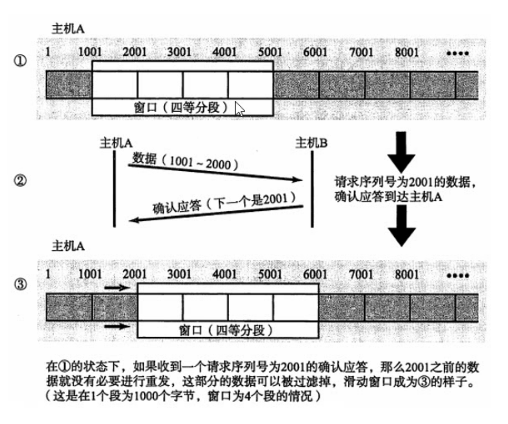 主机A
① 1 1001 2001 3001 4001 5001 6001 7001 8001 ••••
窗口（四等分段）
主机A 主机B
数据（1001~2000）
② 确认应答（下一个是2001）
请求序列号为2001的数据，
确认应答到达主机A
主机A
③ 1 1001 2001 3001 4001 5001 6001 7001 8001 ••••
窗口（四等分段）
在①的状态下，如果收到一个请求序列号为2001的确认应答，那么2001之前的数
据就没有必要进行重发，这部分的数据可以被过滤掉，滑动窗口成为③的样子。
（这是在1个段为1000个字节，窗口为4个段的情况）